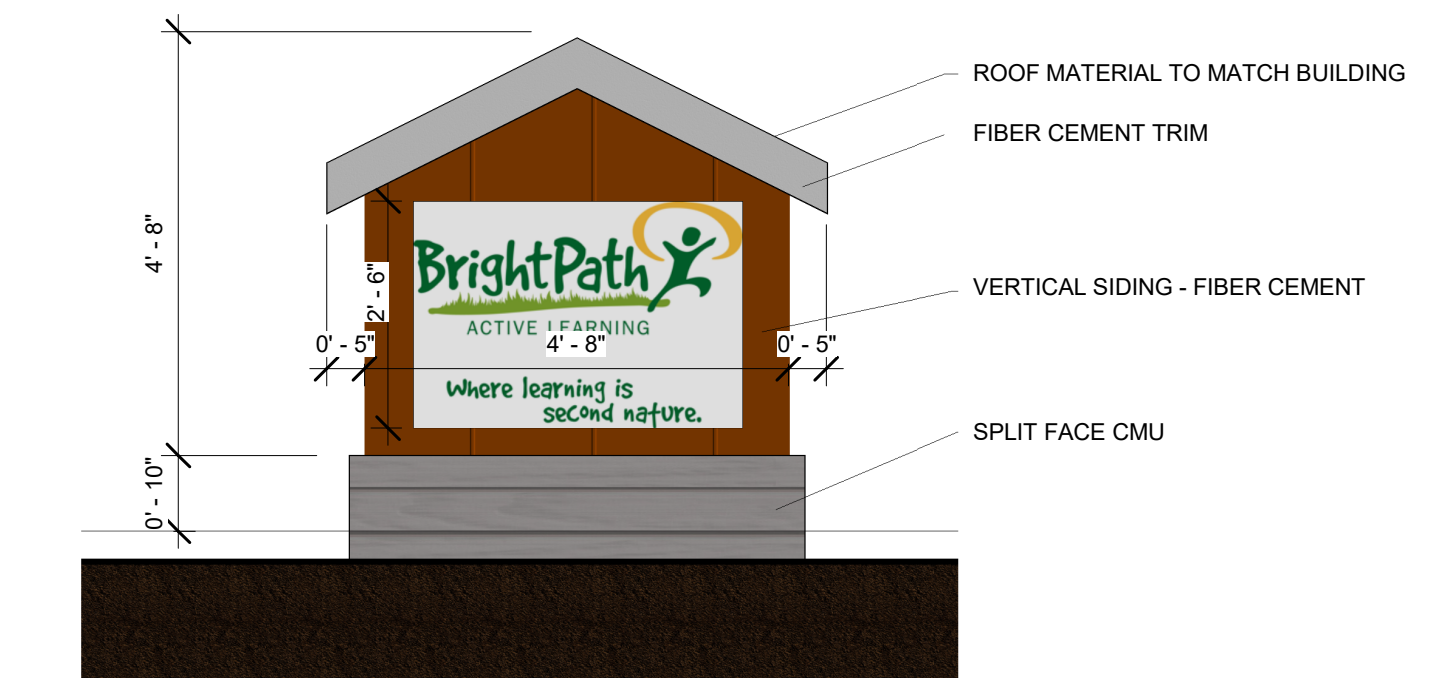 ROOF MATERIAL TO MATCH BUILDING
FIBER CEMENT TRIM
4' - 8"
BrightPath
2' - 6"
VERTICAL SIDING - FIBER CEMENT
ACTIVE LEARNING
0' - 5"
4' - 8"
0' - 5"
Where learning is
second nature.
SPLIT FACE CMU
0' - 10"